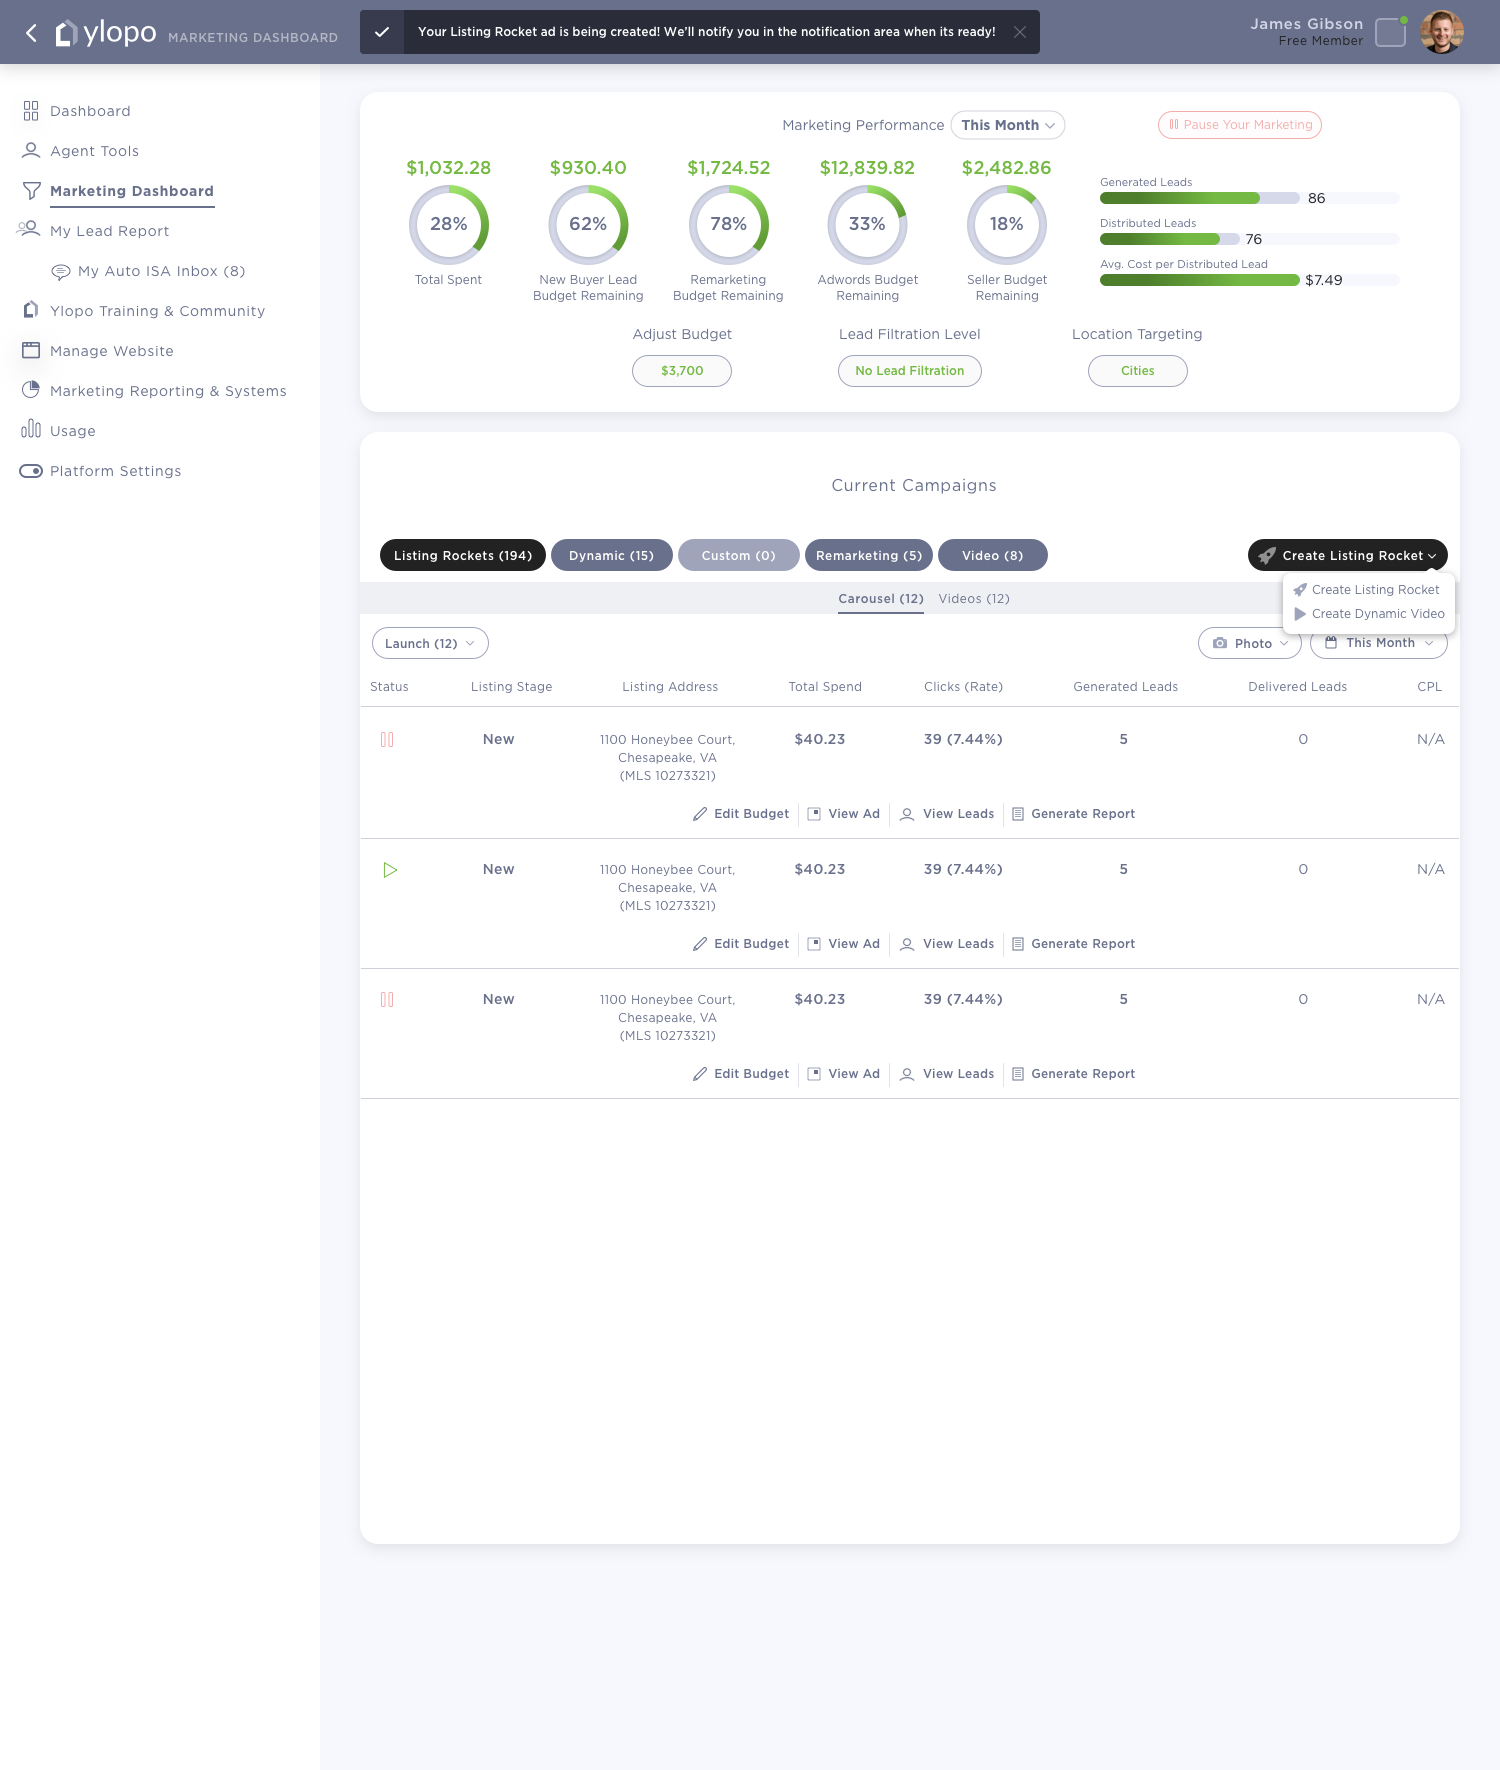 ylopo MARKETING DASHBOARD
Your Listing Rocket ad is being created! We'll notify you in the notification area when its ready!
James Gibson
Free Member
Dashboard
Agent Tools
Marketing Dashboard
My Lead Report
My Auto ISA Inbox (8)
Ylopo Training & Community
Manage Website
Marketing Reporting & Systems
Usage
Platform Settings
Marketing Performance This Month
Pause Your Marketing
$1,032.28 $930.40 $1,724.52 $12,839.82 $2,482.86
28% 62% 78% 33% 18%
Total Spent
New Buyer Lead
Budget Remaining
Remarketing
Budget Remaining
Adwords Budget
Remaining
Seller Budget
Remaining
Generated Leads
86
Distributed Leads
76
Avg. Cost per Distributed Lead
$7.49
Adjust Budget Lead Filtration Level Location Targeting
$3,700 No Lead Filtration Cities
Current Campaigns
Listing Rockets (194) Dynamic (15) Custom (0) Remarketing (5) Video (8) Create Listing Rocket
Create Listing Rocket
Create Dynamic Video
Carousel (12) Videos (12)
Launch (12) Photo This Month
Status Listing Stage Listing Address Total Spend Clicks (Rate) Generated Leads Delivered Leads CPL
New 1100 Honeybee Court, $40.23 39 (7.44%) 5 0 N/A
Chesapeake, VA
(MLS 10273321)
Edit Budget View Ad View Leads Generate Report
New 1100 Honeybee Court, $40.23 39 (7.44%) 5 0 N/A
Chesapeake, VA
(MLS 10273321)
Edit Budget View Ad View Leads Generate Report
New 1100 Honeybee Court, $40.23 39 (7.44%) 5 0 N/A
Chesapeake, VA
(MLS 10273321)
Edit Budget View Ad View Leads Generate Report